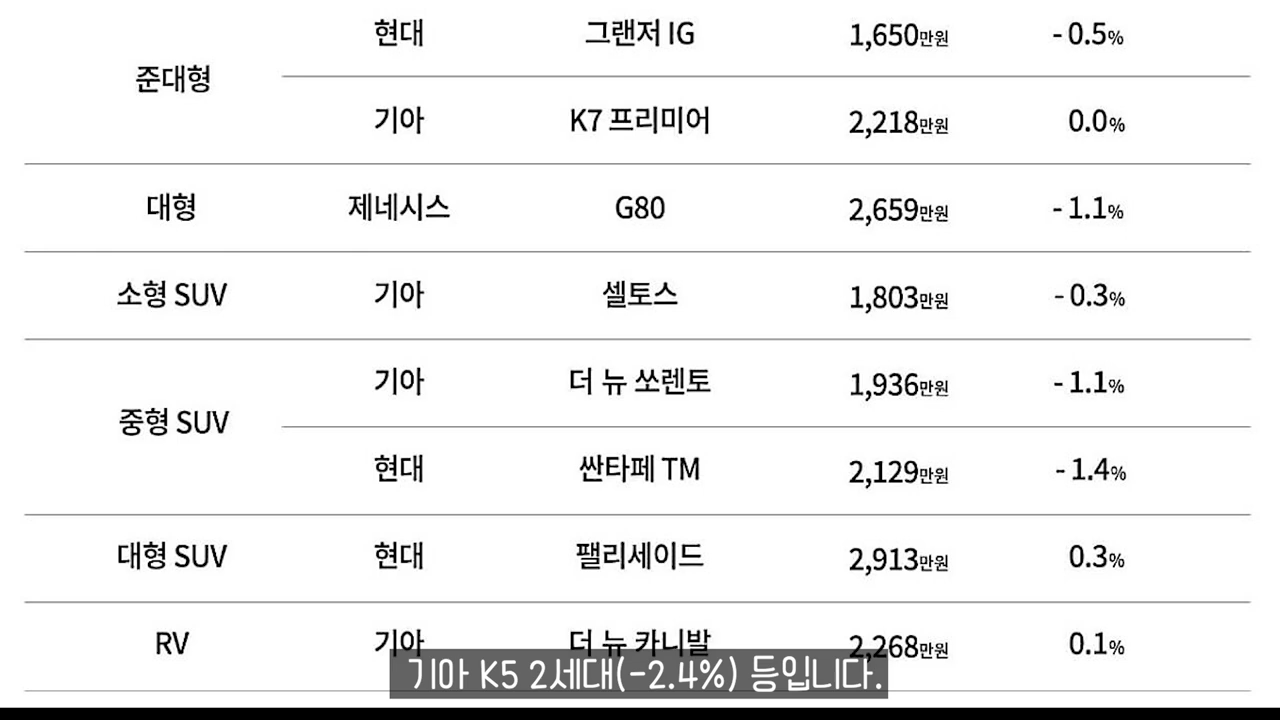 현대 그랜저 IG 1,650만원 - 0.5%
준대형
기아 K7 프리미어 2,218만원 0.0%
대형 제네시스 G80 2,659만원 - 1.1%
소형 SUV 기아 셀토스 1,803만원 - 0.3%
기아 더 뉴 쏘렌토 1,936만원 - 1.1%
중형 SUV
현대 싼타페 TM 2,129만원 - 1.4%
대형 SUV 현대 팰리세이드 2,913만원 0.3%
RV 기아 더 뉴 카니발 2,268만원 0.1%
기아 K5 2세대(-2.4%) 등입니다.